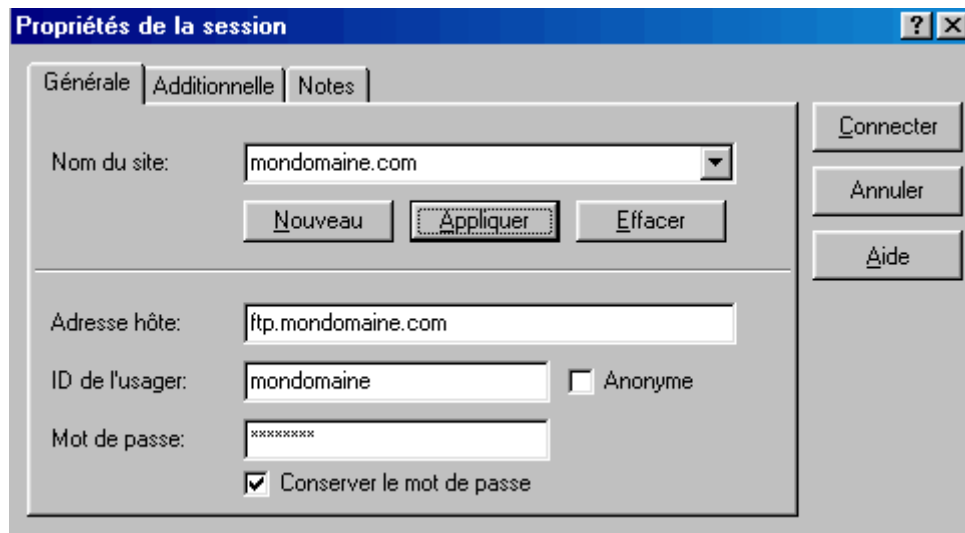 Propriétés de la session
Générale Additionnelle Notes
Connecter
Nom du site: mondomaine.com
Annuler
Nouveau Appliquer Effacer
Aide
Adresse hôte: ftp.mondomaine.com
ID de l'usager: mondomaine Anonyme
Mot de passe: ********
Conserver le mot de passe